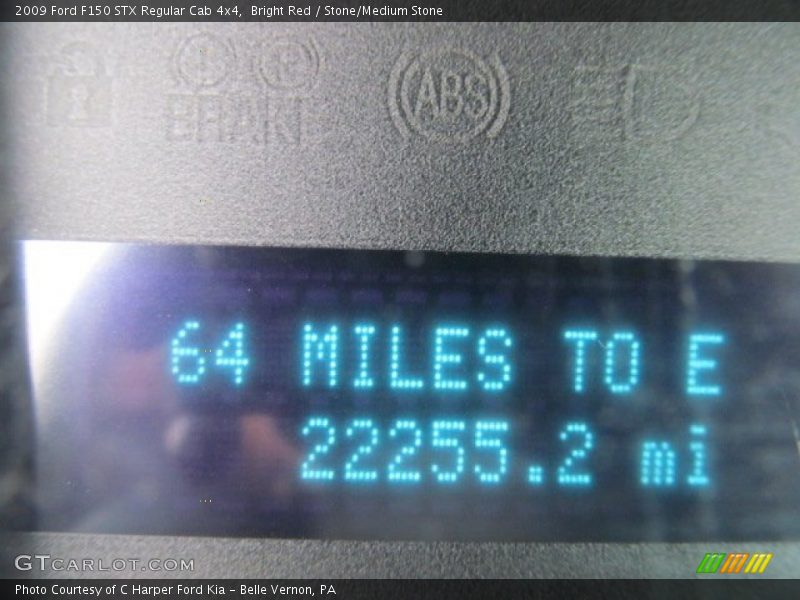 2009 Ford F150 STX Regular Cab 4x4,  Bright Red / Stone/Medium Stone
BRAKE
ABS
64 MILES TO E
22255.2 mi
GTCARLOT.COM
Photo Courtesy of C Harper Ford Kia – Belle Vernon, PA